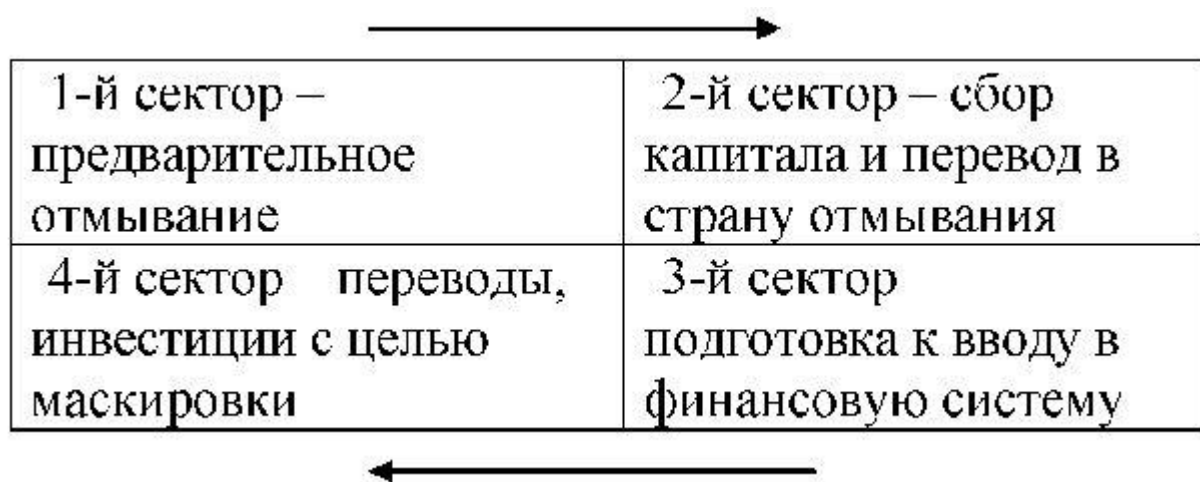 1-й сектор –
предварительное
отмывание
2-й сектор – сбор
капитала и перевод в
страну отмывания
4-й сектор переводы,
инвестиции с целью
маскировки
3-й сектор
подготовка к вводу в
финансовую систему